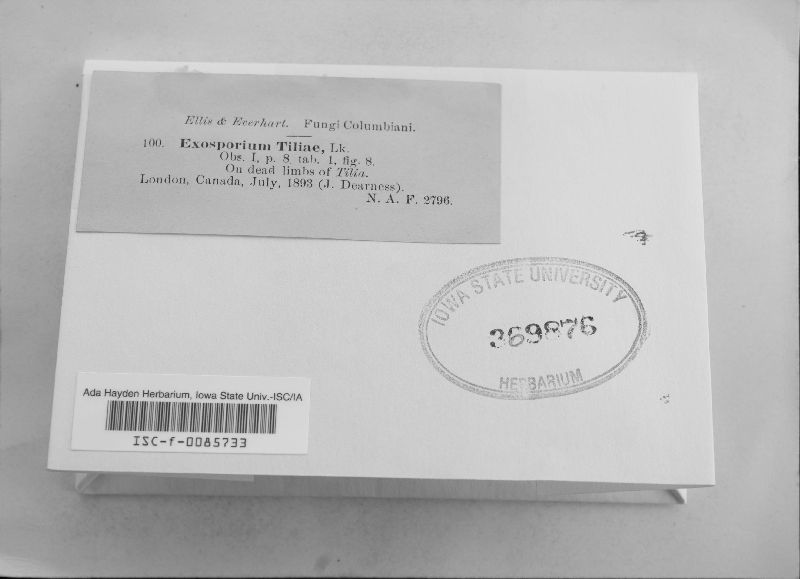 Ellis & Everhart. Fungi Columbiani.
100. Exosporium Tiliae, Lk.
Obs. I, p. 8, tab. 1, fig. 8.
On dead limbs of Tilia.
London, Canada, July, 1893 (J. Dearness).
N. A. F. 2796.
IOWA STATE UNIVERSITY
369876
HERBARIUM
Ada Hayden Herbarium, Iowa State Univ.-ISC/IA
ISC-f-0085733